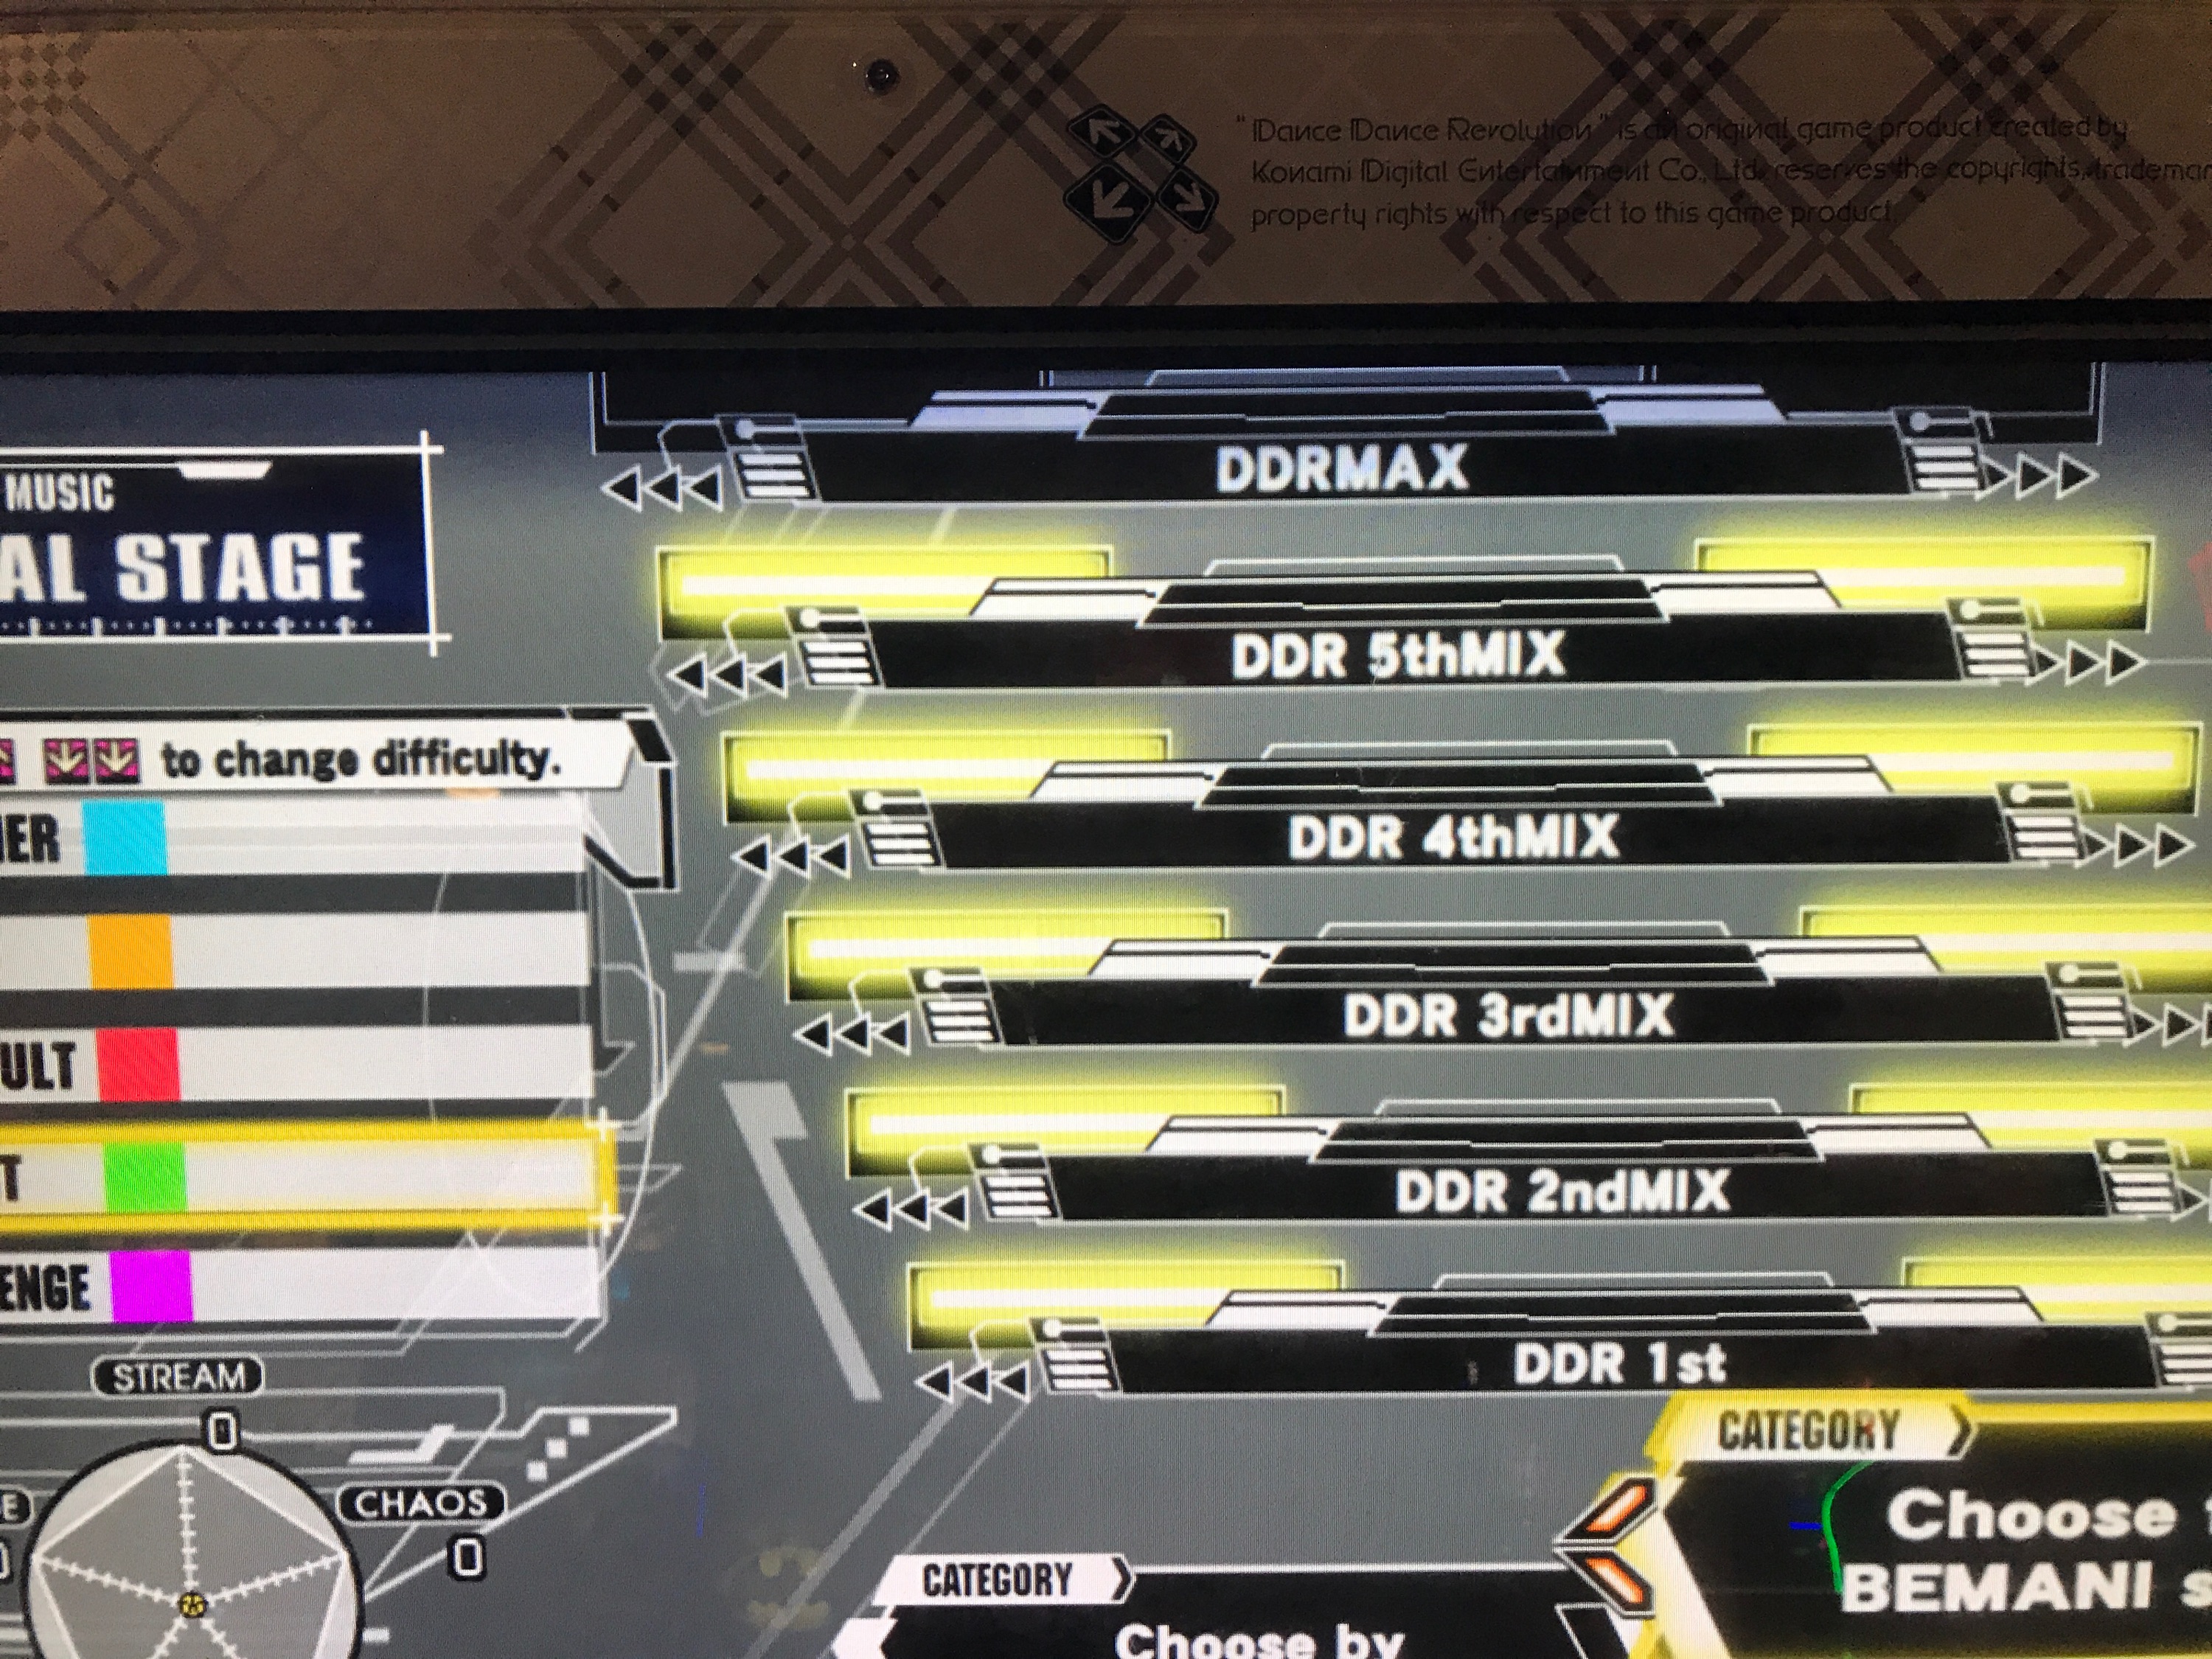 "Dance Dance Revolution" is an original game product created by
Konami Digital Entertainment Co., Ltd. reserves the copyrights, trademar
property rights with respect to this game product.
DDRMAX
MUSIC
AL STAGE
DDR 5thMIX
to change difficulty.
DDR 4thMIX
NER
DDR 3rdMIX
ULT
DDR 2ndMIX
T
ENGE
DDR 1st
STREAM
0
CHAOS
0
E
CATEGORY
Choose
BEMANI s
CATEGORY
Choose by